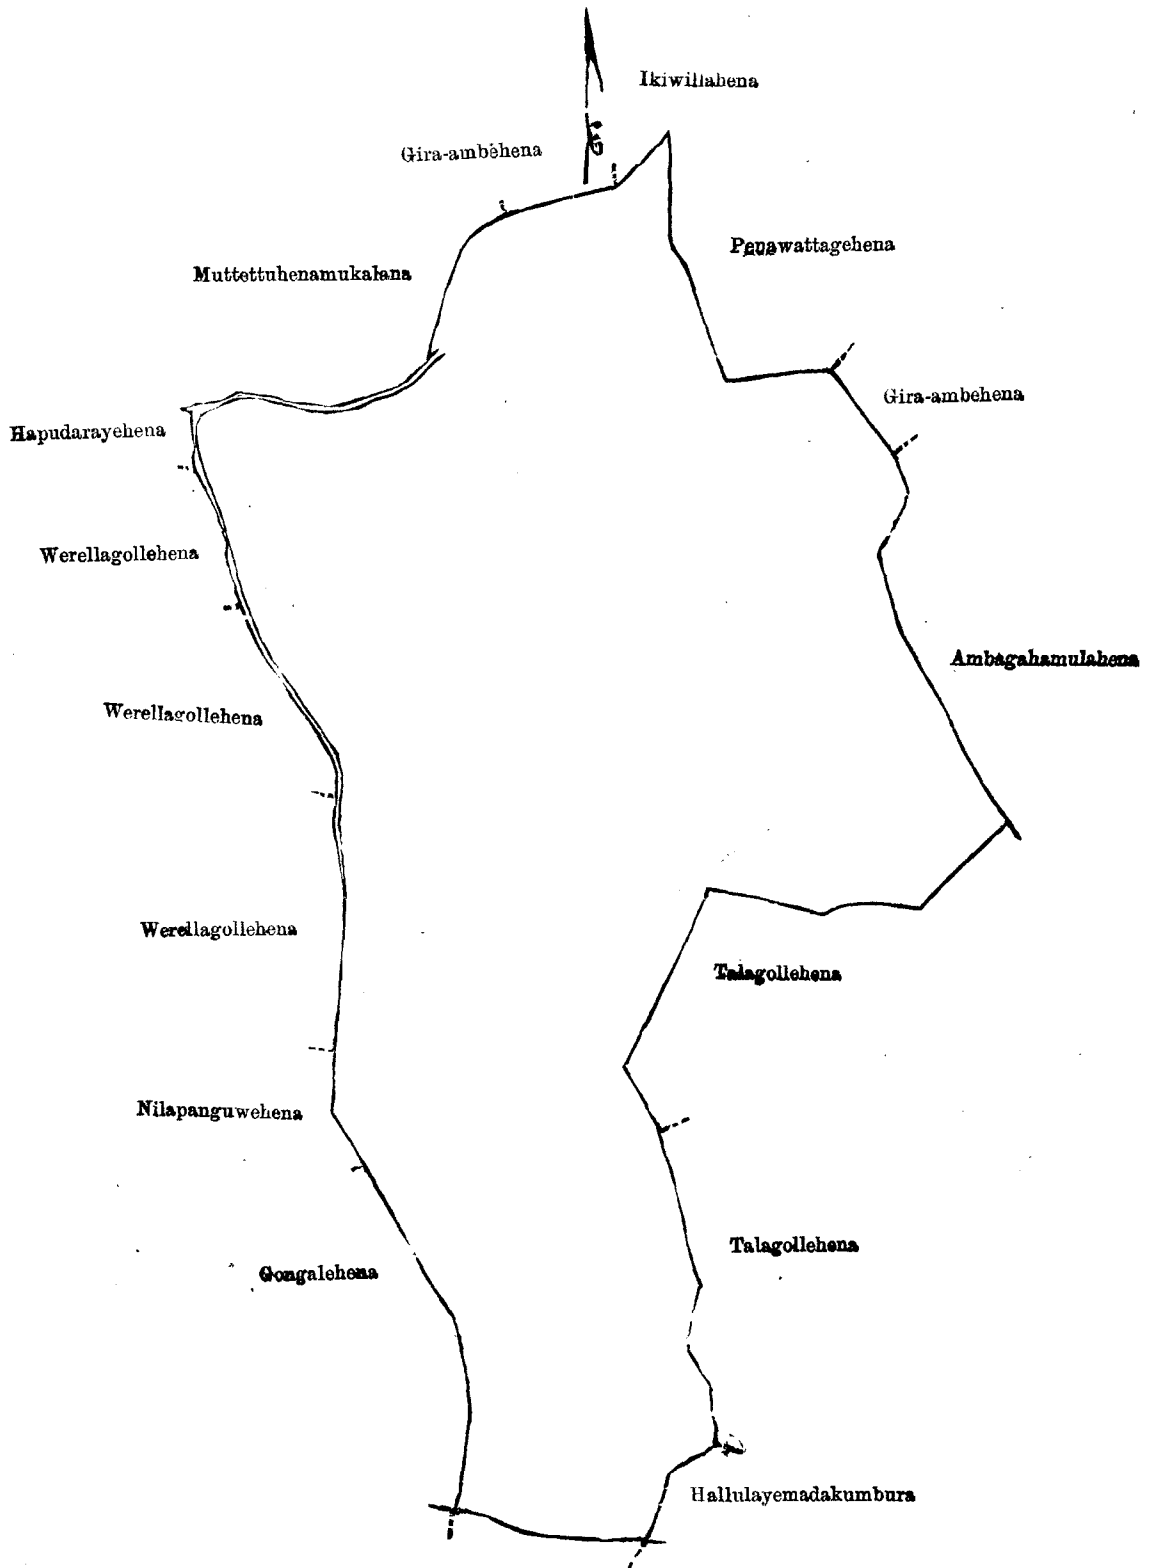 Ikiwillahena
Gira-ambehena
Penawattagehena
Muttettuhenamukalana
Gira-ambehena
Hapudarayehena
Werellagollehena
Ambagahamulahena
Werellagollehena
Werellagollehena
Talagollehena
Nilapanguwehena
Talagollehena
Gongalehena
Hallulayemadakumbura